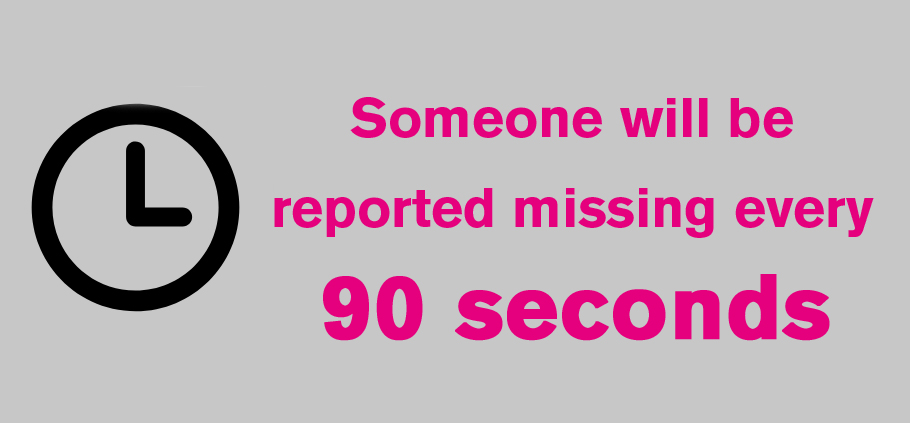 Someone will be
reported missing every
90 seconds